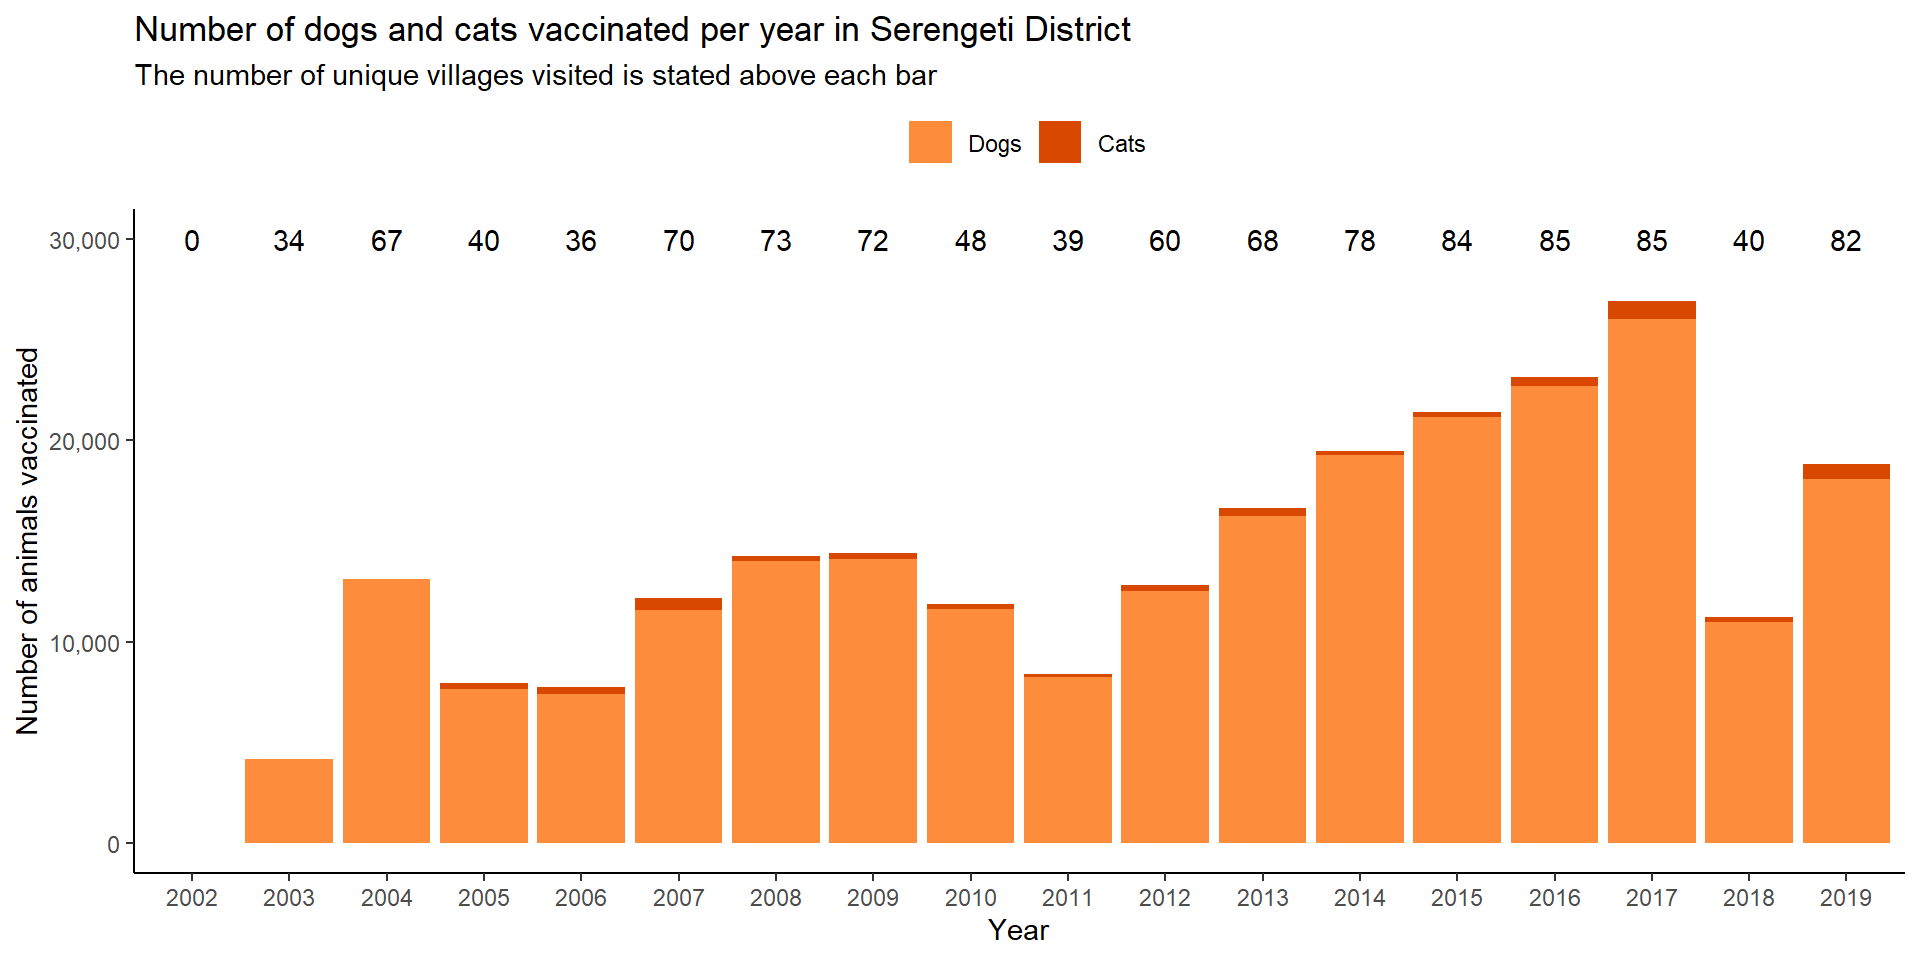 Number of dogs and cats vaccinated per year in Serengeti District
The number of unique villages visited is stated above each bar
Dogs Cats
0 34 67 40 36 70 73 72 48 39 60 68 78 84 85 85 40 82
30,000
20,000
10,000
0
Number of animals vaccinated
2002 2003 2004 2005 2006 2007 2008 2009 2010 2011 2012 2013 2014 2015 2016 2017 2018 2019
Year